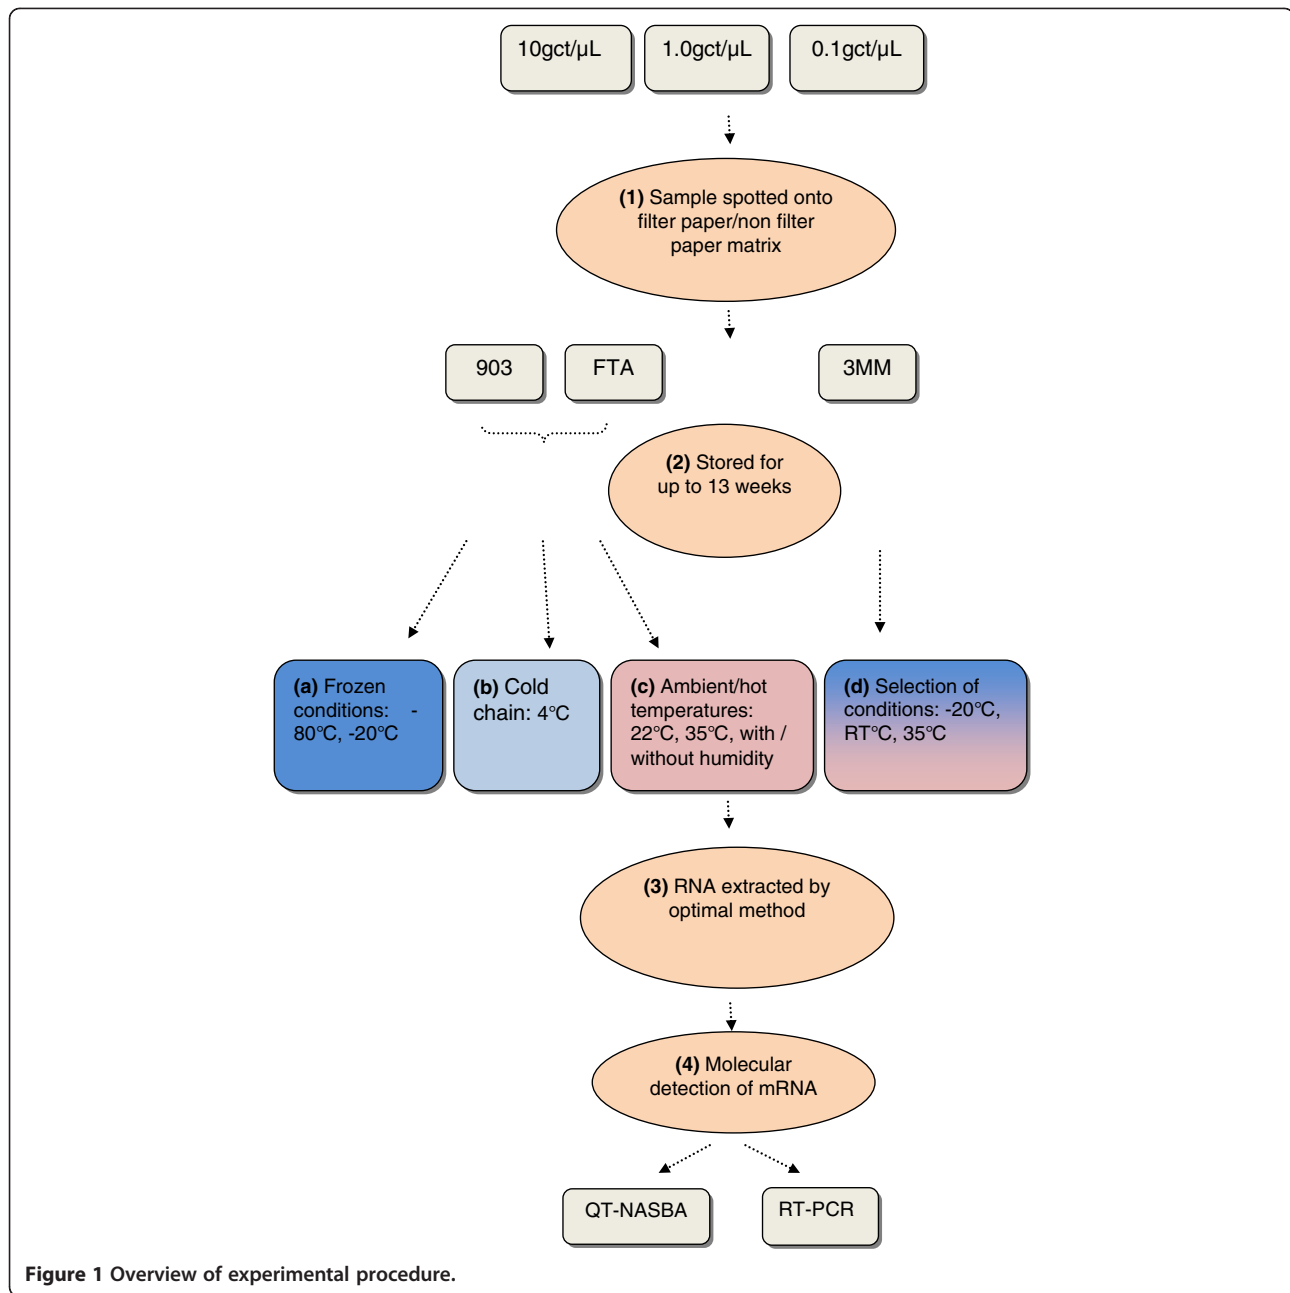 10gct/µL
1.0gct/µL
0.1gct/µL
(1) Sample spotted onto
filter paper/non filter
paper matrix
903
FTA
3MM
(2) Stored for
up to 13 weeks
(a) Frozen
conditions: -
80°C, -20°C
(b) Cold
chain: 4°C
(c) Ambient/hot
temperatures:
22°C, 35°C, with /
without humidity
(d) Selection of
conditions: -20°C,
RT°C, 35°C
(3) RNA extracted by
optimal method
(4) Molecular
detection of mRNA
QT-NASBA
RT-PCR
Figure 1 Overview of experimental procedure.